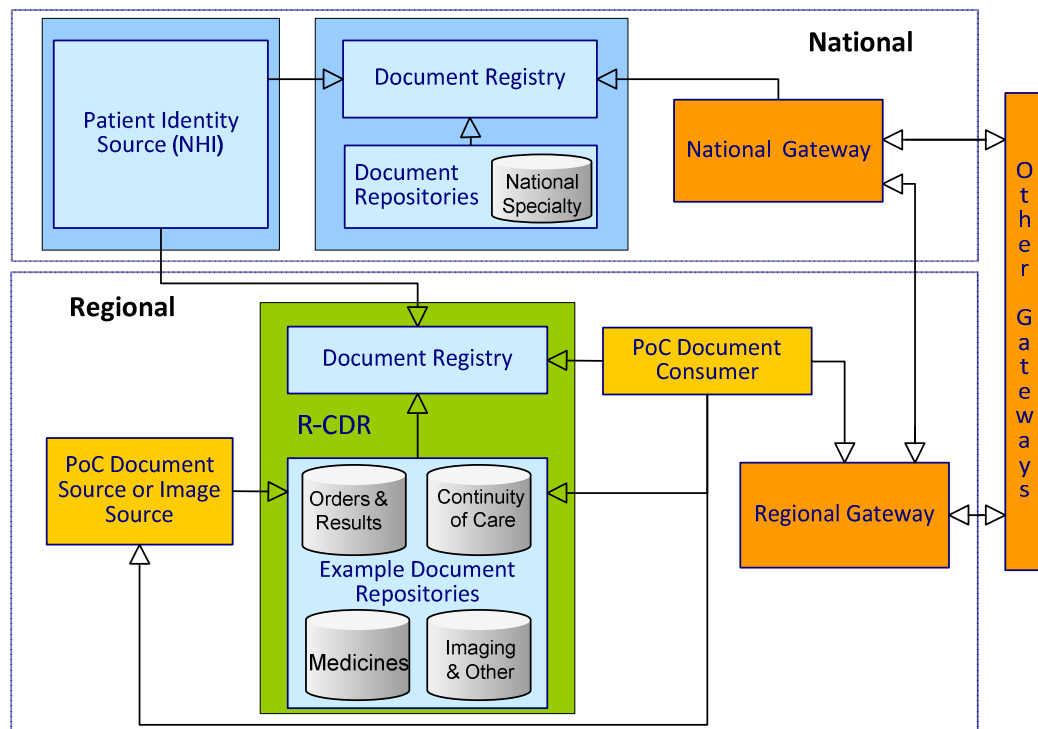 National
Document Registry
Patient Identity
Source (NHI)
National Gateway
Document
Repositories
National
Specialty
Other Gateways
Regional
Document Registry
PoC Document
Consumer
R-CDR
PoC Document
Source or Image
Source
Orders &
Results
Continuity
of Care
Regional Gateway
Example Document
Repositories
Medicines
Imaging
& Other